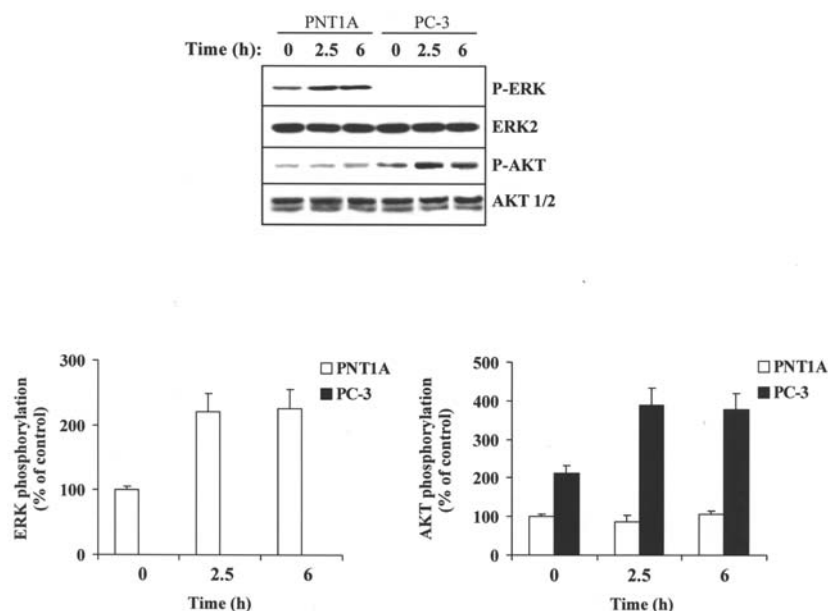 PNT1A PC-3
Time (h): 0 2.5 6 0 2.5 6
P-ERK
ERK2
P-AKT
AKT 1/2
ERK phosphorylation
(% of control)
300
200
100
0
PNT1A
PC-3
0 2.5 6
Time (h)
AKT phosphorylation
(% of control)
500
400
300
200
100
0
PNT1A
PC-3
0 2.5 6
Time (h)